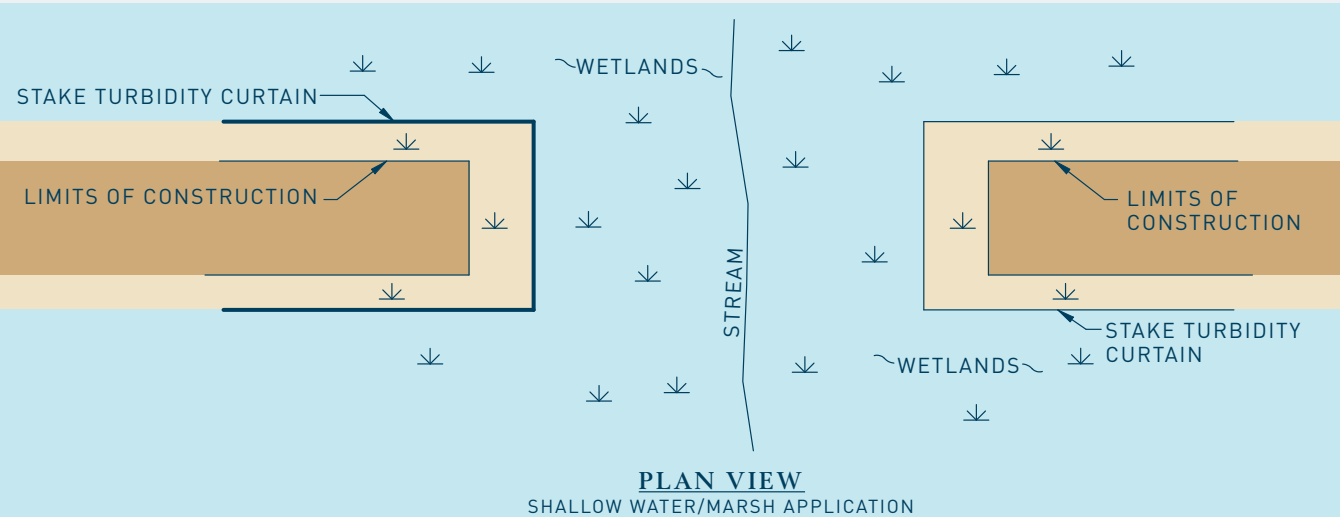 WETLANDS
STAKE TURBIDITY CURTAIN
LIMITS OF CONSTRUCTION
LIMITS OF
CONSTRUCTION
STREAM
STAKE TURBIDITY
CURTAIN
WETLANDS
PLAN VIEW
SHALLOW WATER/MARSH APPLICATION